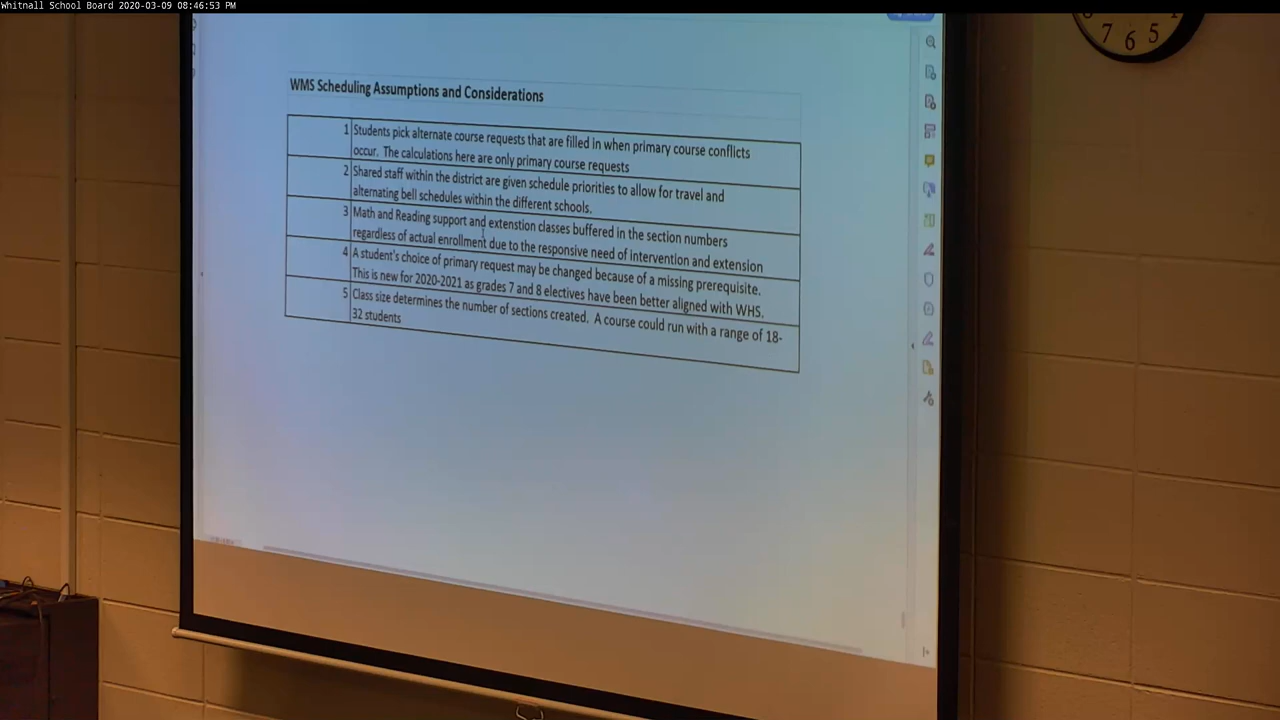 Whitnall School Board 2020-03-09 08:46:53 PM
7 6 5
WMS Scheduling Assumptions and Considerations
1 Students pick alternate course requests that are filled in when primary course conflicts
occur. The calculations here are only primary course requests
2 Shared staff within the district are given schedule priorities to allow for travel and
alternating bell schedules within the different schools.
3 Math and Reading support and extenstion classes buffered in the section numbers
regardless of actual enrollment due to the responsive need of intervention and extension
4 A student's choice of primary request may be changed because of a missing prerequisite.
This is new for 2020-2021 as grades 7 and 8 electives have been better aligned with WHS.
5 Class size determines the number of sections created. A course could run with a range of 18-
32 students